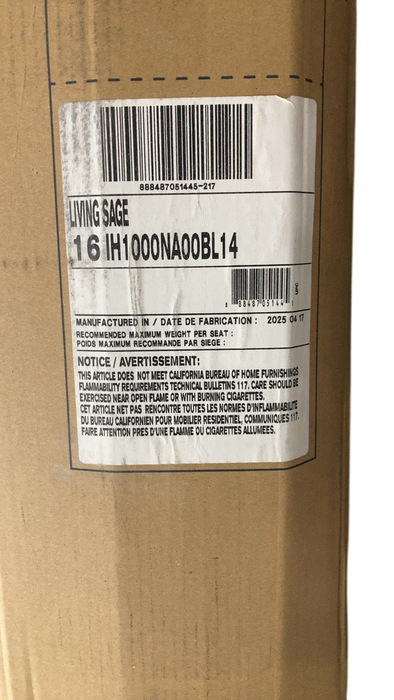 888487051445-217
LIVING SAGE
16 IH1000NA00BL14
MANUFACTURED IN / DATE DE FABRICATION : 2025 04 17
RECOMMENDED MAXIMUM WEIGHT PER SEAT :
POIDS MAXIMUM RECOMMANDE PAR SIEGE :
NOTICE / AVERTISSEMENT:
THIS ARTICLE DOES NOT MEET CALIFORNIA BUREAU OF HOME FURNISHINGS
FLAMMABILITY REQUIREMENTS TECHNICAL BULLETINS 117. CARE SHOULD BE
EXERCISED NEAR OPEN FLAME OR WITH BURNING CIGARETTES.
CET ARTICLE NET PAS RENCONTRE TOUTES LES NORMES D'INFLAMMABILITE
DU BUREAU CALIFORNIEN POUR MOBILIER RESIDENTIEL, COMMUNIQUES 117.
FAIRE ATTENTION PRES D'UNE FLAMME OU CIGARETTES ALLUMEES.